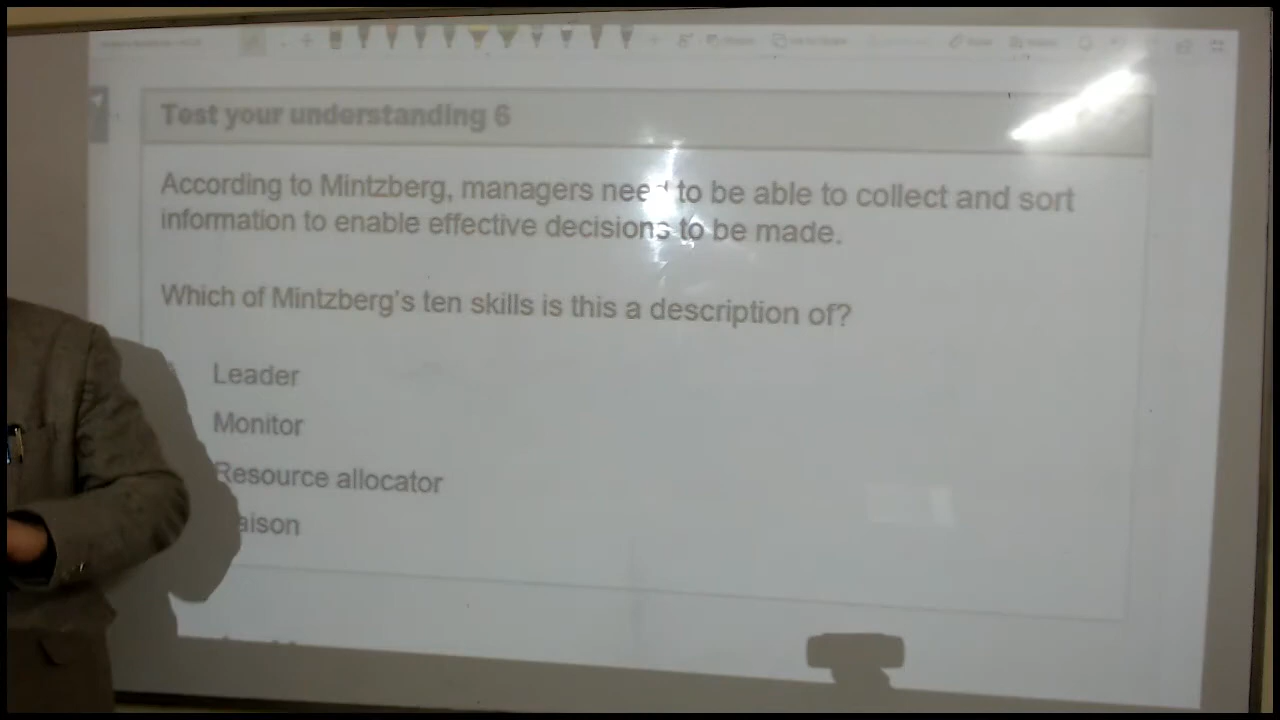 Test your understanding 6
According to Mintzberg, managers need to be able to collect and sort
information to enable effective decisions to be made.
Which of Mintzberg's ten skills is this a description of?
Leader
Monitor
Resource allocator
aison